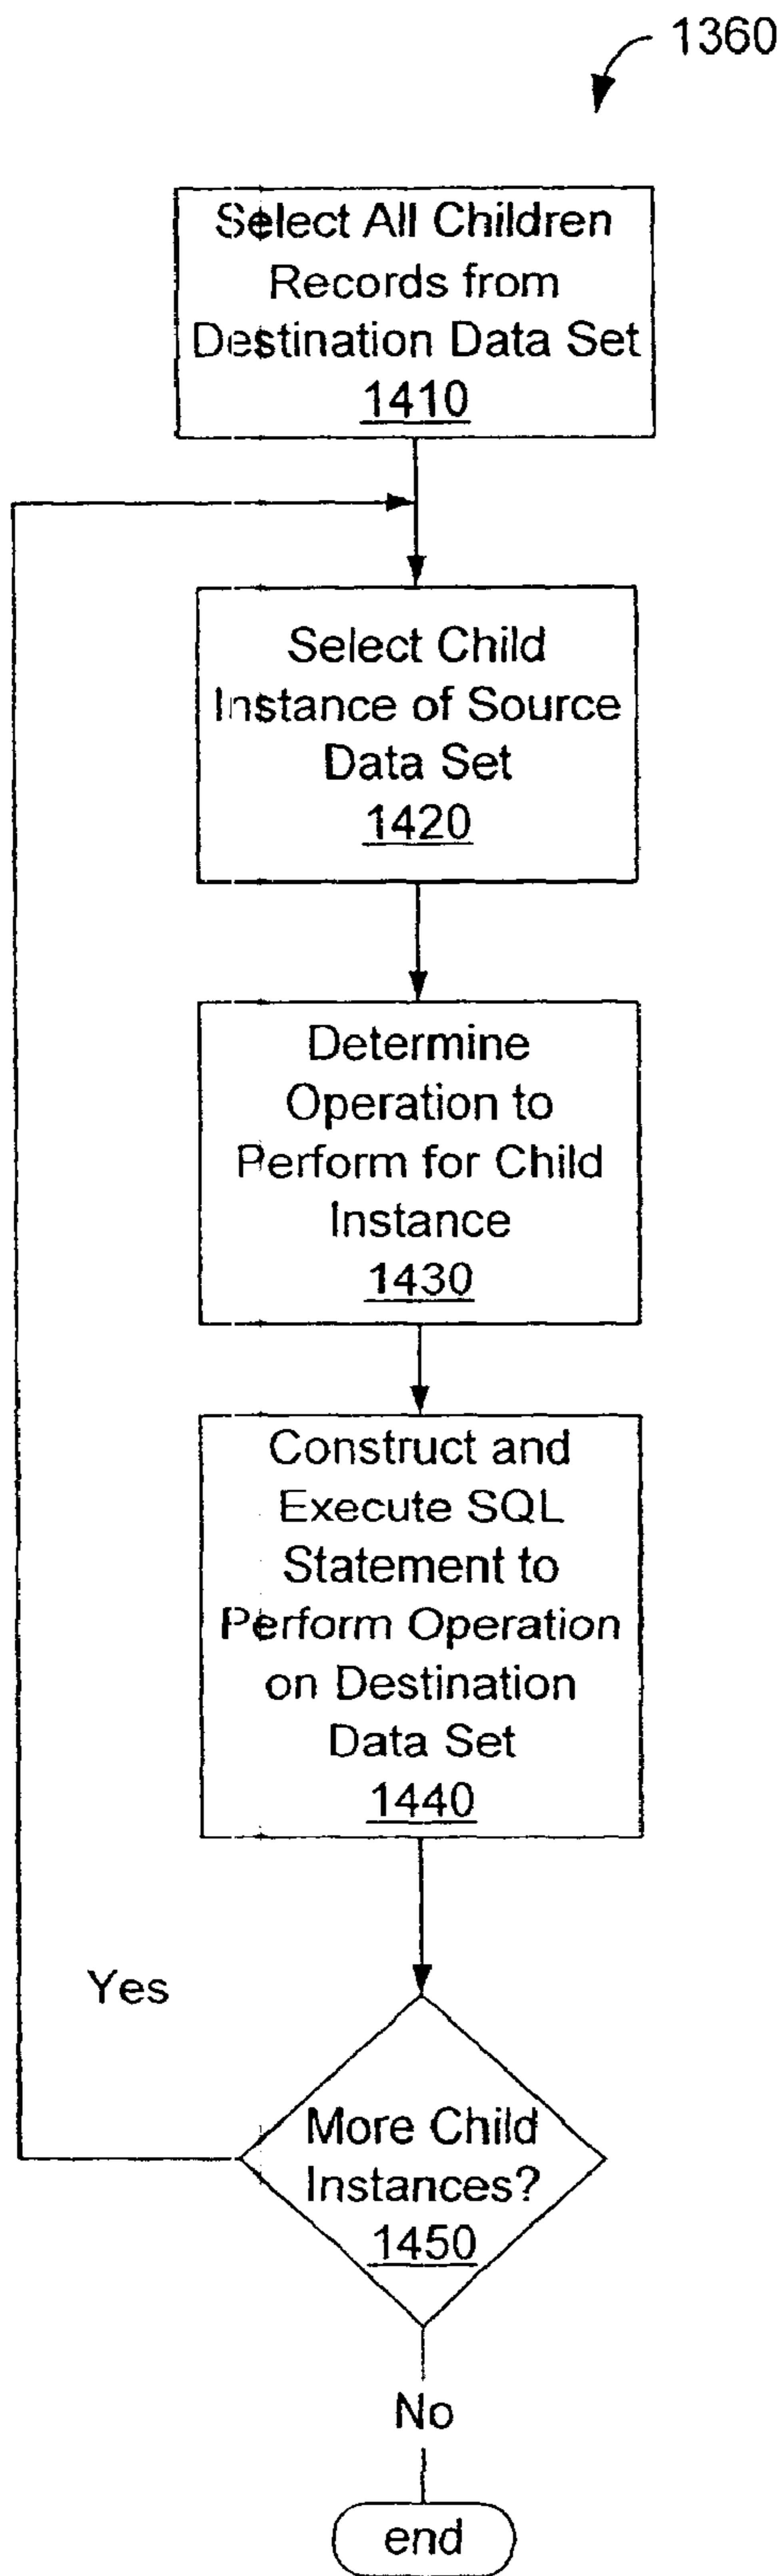 1360
Select All Children
Records from
Destination Data Set
1410
Select Child
Instance of Source
Data Set
1420
Determine
Operation to
Perform for Child
Instance
1430
Construct and
Execute SQL
Statement to
Perform Operation
on Destination
Data Set
1440
Yes
More Child
Instances?
1450
No
end